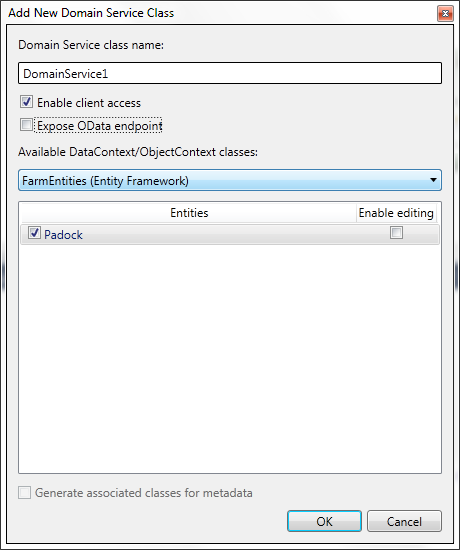 Add New Domain Service Class
Domain Service class name:
DomainService1
Enable client access
Expose OData endpoint
Available DataContext/ObjectContext classes:
FarmEntities (Entity Framework)
Entities Enable editing
Padock
Generate associated classes for metadata
OK Cancel